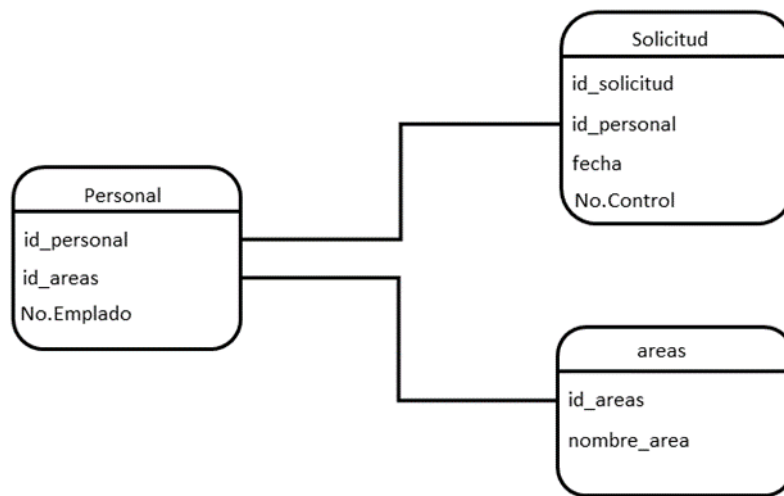 Solicitud
id_solicitud
id_personal
fecha
No.Control
Personal
id_personal
id_areas
No.Emplado
areas
id_areas
nombre_area